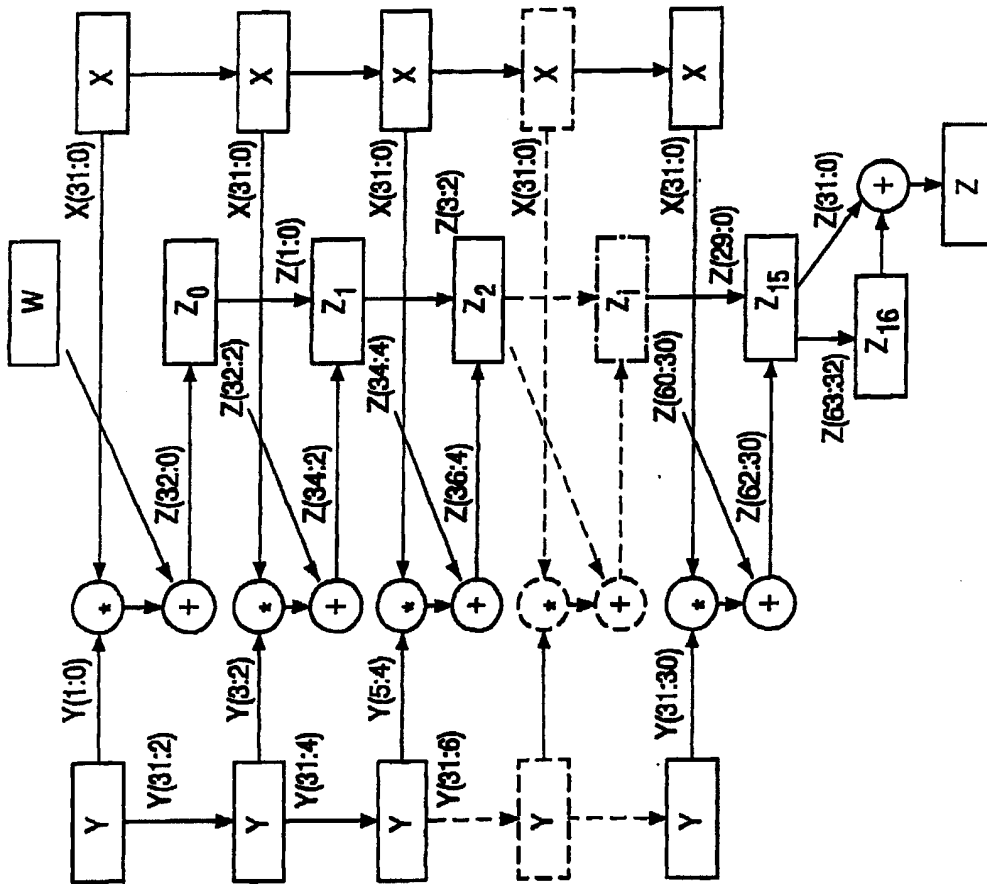 W
Y
Y(1:0)
*
X(31:0)
X
Y(31:2)
+
Z(32:0)
Z0
Y
Y(3:2)
*
Z(32:2)
X(31:0)
X
Y(31:4)
+
Z(34:2)
Z1
Z(1:0)
Y
Y(5:4)
*
Z(34:4)
X(31:0)
X
Y(31:6)
+
Z(36:4)
Z2
Z(3:2)
Y
*
X(31:0)
X
+
Zi
Y
Y(31:30)
*
Z(60:30)
X(31:0)
X
+
Z(62:30)
Z15
Z(29:0)
Z(63:32)
Z16
Z(31:0)
+
Z